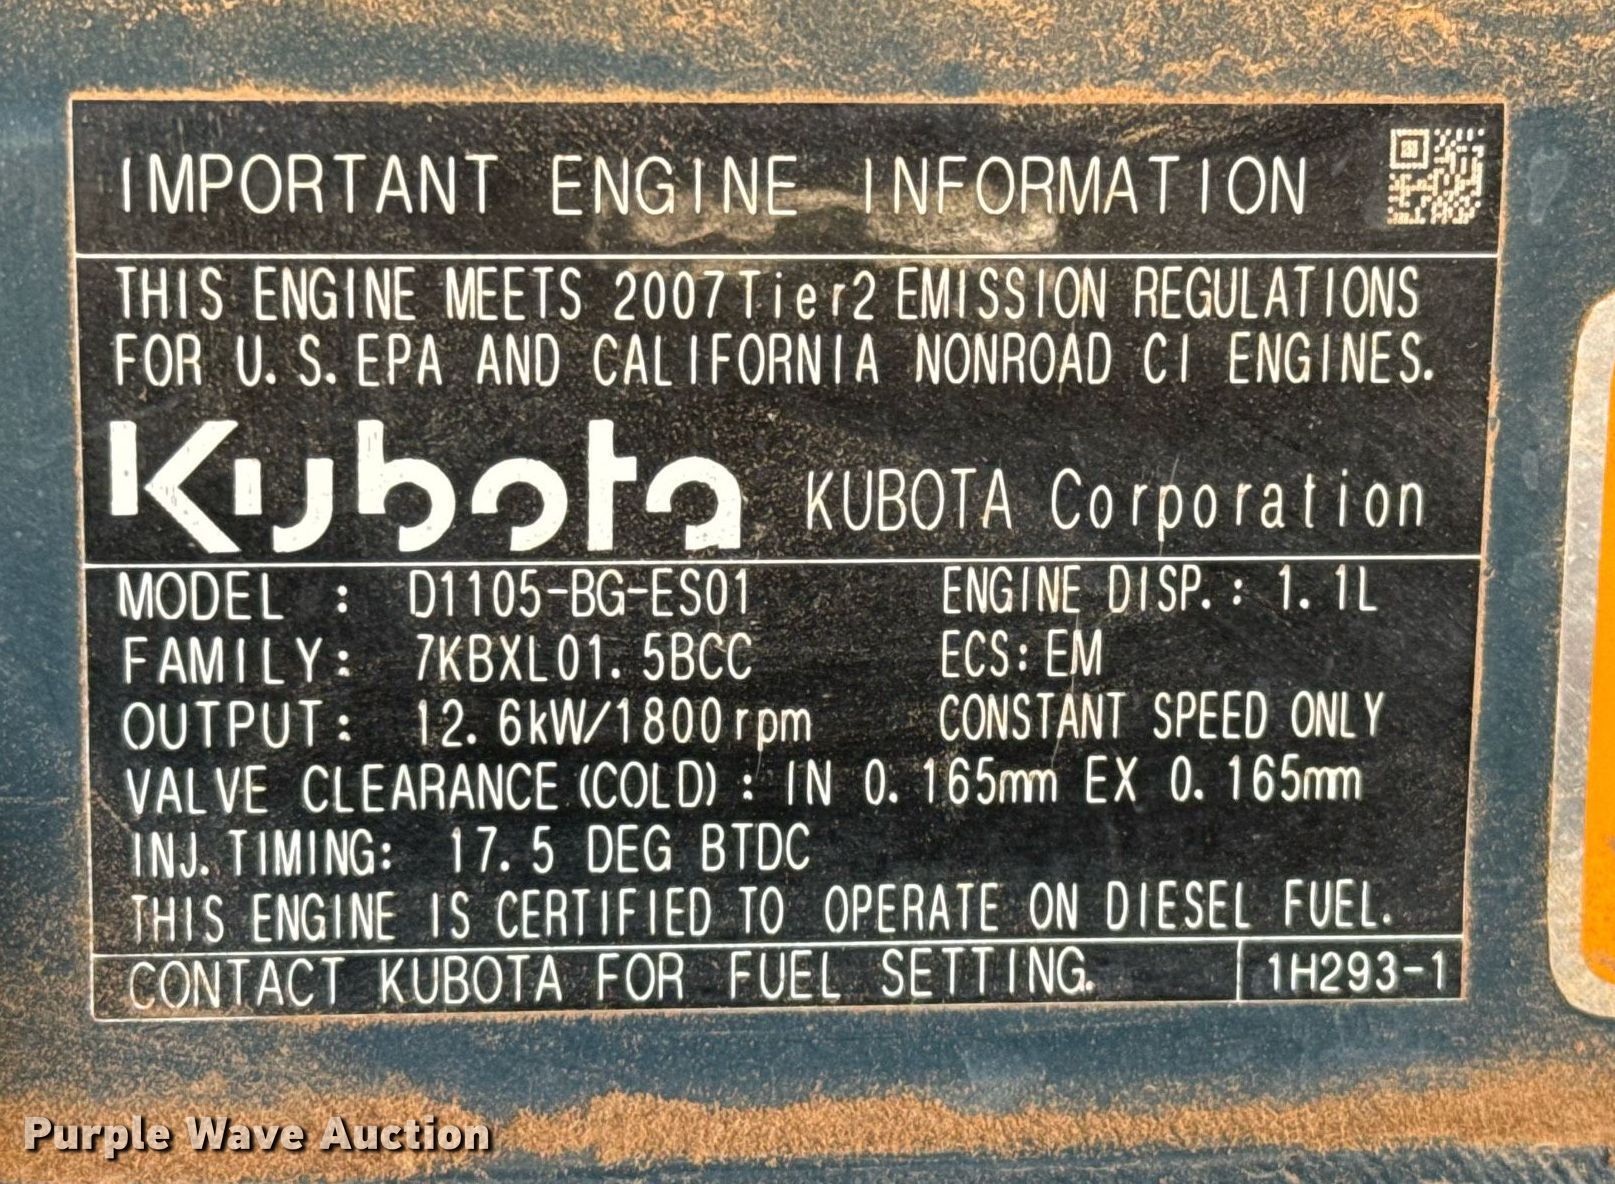 IMPORTANT ENGINE INFORMATION
THIS ENGINE MEETS 2007 Tier2 EMISSION REGULATIONS
FOR U.S. EPA AND CALIFORNIA NONROAD CI ENGINES.
Kubota KUBOTA Corporation
MODEL : D1105-BG-ES01 ENGINE DISP. : 1.1L
FAMILY: 7KBXL01.5BCC ECS: EM
OUTPUT: 12.6kW/1800rpm CONSTANT SPEED ONLY
VALVE CLEARANCE (COLD) : IN 0.165mm EX 0.165mm
INJ. TIMING: 17.5 DEG BTDC
THIS ENGINE IS CERTIFIED TO OPERATE ON DIESEL FUEL.
CONTACT KUBOTA FOR FUEL SETTING. 1H293-1
Purple Wave Auction